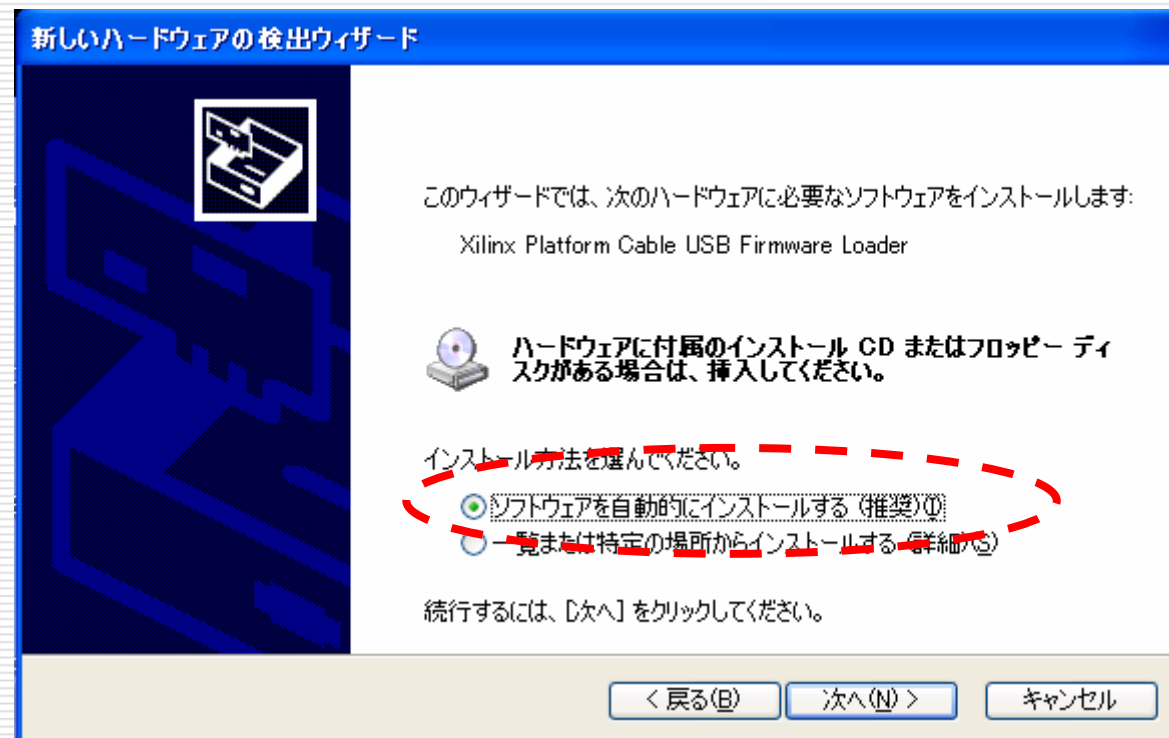 新しいハードウェアの検出ウィザード
このウィザードでは、次のハードウェアに必要なソフトウェアをインストールします:
Xilinx Platform Cable USB Firmware Loader
ハードウェアに付属のインストール CD またはフロッピー ディ
スクがある場合は、挿入してください。
インストール方法を選んでください。
ソフトウェアを自動的にインストールする (推奨)(I)
一覧または特定の場所からインストールする (詳細)(S)
続行するには、[次へ] をクリックしてください。
< 戻る(B)
次へ(N) >
キャンセル